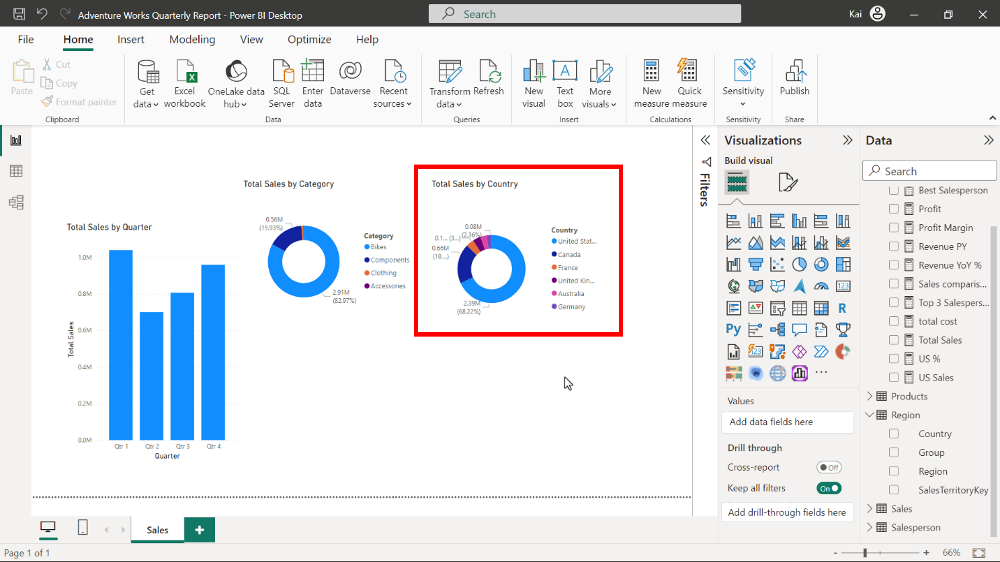 Adventure Works Quarterly Report - Power BI Desktop
Search
Kai
File
Home
Insert
Modeling
View
Optimize
Help
Paste
Cut
Copy
Format painter
Clipboard
Get data
Excel workbook
OneLake data hub
SQL Server
Enter data
Dataverse
Recent sources
Data
Transform data
Refresh
Queries
New visual
Text box
More visuals
Insert
New measure
Quick measure
Calculations
Sensitivity
Sensitivity
Publish
Share
Total Sales by Quarter
Total Sales
1.0M
0.8M
0.6M
0.4M
0.2M
0.0M
Qtr 1
Qtr 2
Qtr 3
Qtr 4
Quarter
Total Sales by Category
0.56M
(15.93%)
2.91M
(82.97%)
Category
Bikes
Components
Clothing
Accessories
Total Sales by Country
0.08M
(2.36%)
0.1... (3...)
0.66M
(18....)
2.39M
(68.22%)
Country
United Stat...
Canada
France
United Kin...
Australia
Germany
Filters
Visualizations
Build visual
123
R
Py
123
...
Values
Add data fields here
Drill through
Cross-report
Off
Keep all filters
On
Add drill-through fields here
Data
Search
Best Salesperson
Profit
Profit Margin
Revenue PY
Revenue YoY %
Sales comparis...
Top 3 Salespers...
total cost
Total Sales
US %
US Sales
Products
Region
Country
Group
Region
SalesTerritoryKey
Sales
Salesperson
Sales
+
Page 1 of 1
-
+
66%